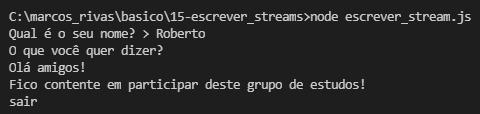 C:\marcos_rivas\basico\15-escrever_streams>node escrever_stream.js
Qual é o seu nome? > Roberto
O que você quer dizer?
Olá amigos!
Fico contente em participar deste grupo de estudos!
sair